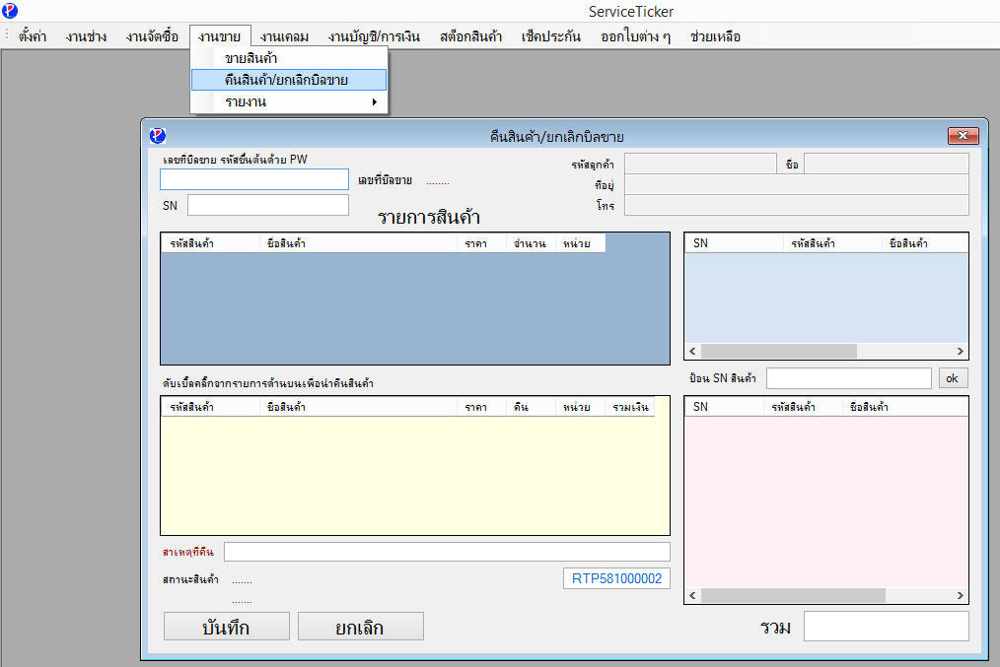 ServiceTicker
ตั้งค่า งานช่าง งานจัดซื้อ งานขาย งานเคลม งานบัญชี/การเงิน สต็อกสินค้า เช็คประกัน ออกใบต่าง ๆ ช่วยเหลือ
ขายสินค้า
คืนสินค้า/ยกเลิกบิลขาย
รายงาน
คืนสินค้า/ยกเลิกบิลขาย
เลขที่บิลขาย รหัสขึ้นต้นด้วย PW
เลขที่บิลขาย ........
SN
รหัสลูกค้า ชื่อ
ที่อยู่
โทร
รายการสินค้า
รหัสสินค้า ชื่อสินค้า ราคา จำนวน หน่วย
SN รหัสสินค้า ชื่อสินค้า
ดับเบิ้ลคลิ๊กจากรายการด้านบนเพื่อนำคืนสินค้า
ป้อน SN สินค้า ok
รหัสสินค้า ชื่อสินค้า ราคา คืน หน่วย รวมเงิน
SN รหัสสินค้า ชื่อสินค้า
สาเหตุที่คืน
สถานะสินค้า .......
.......
RTP581000002
บันทึก ยกเลิก
รวม